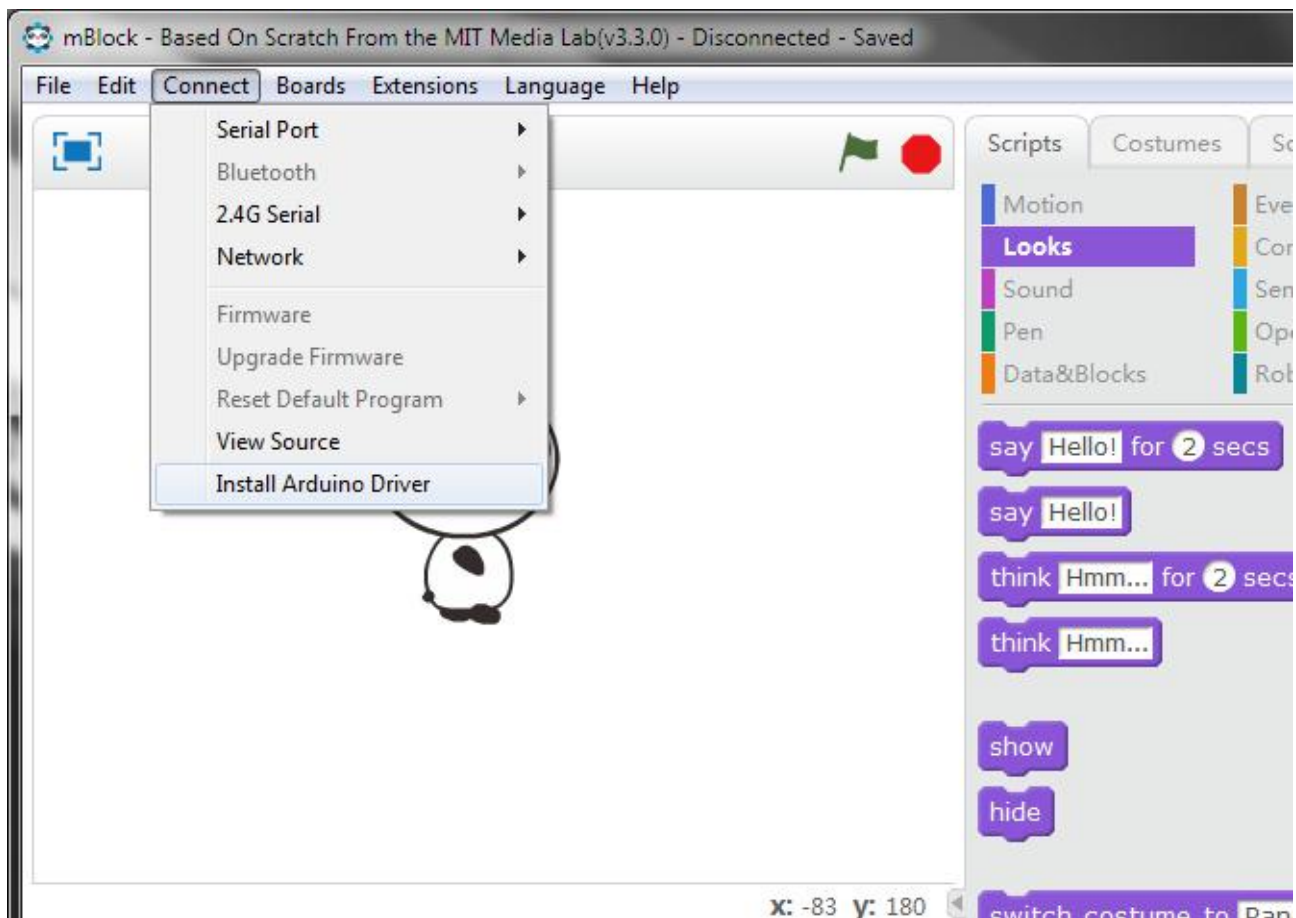 mBlock - Based On Scratch From the MIT Media Lab(v3.3.0) - Disconnected - Saved
File Edit Connect Boards Extensions Language Help
Serial Port
Bluetooth
2.4G Serial
Network
Firmware
Upgrade Firmware
Reset Default Program
View Source
Install Arduino Driver
x: -83 y: 180
Scripts Costumes
Motion
Looks
Sound
Pen
Data&Blocks
say Hello! for 2 secs
say Hello!
think Hmm... for 2 secs
think Hmm...
show
hide
switch costume to